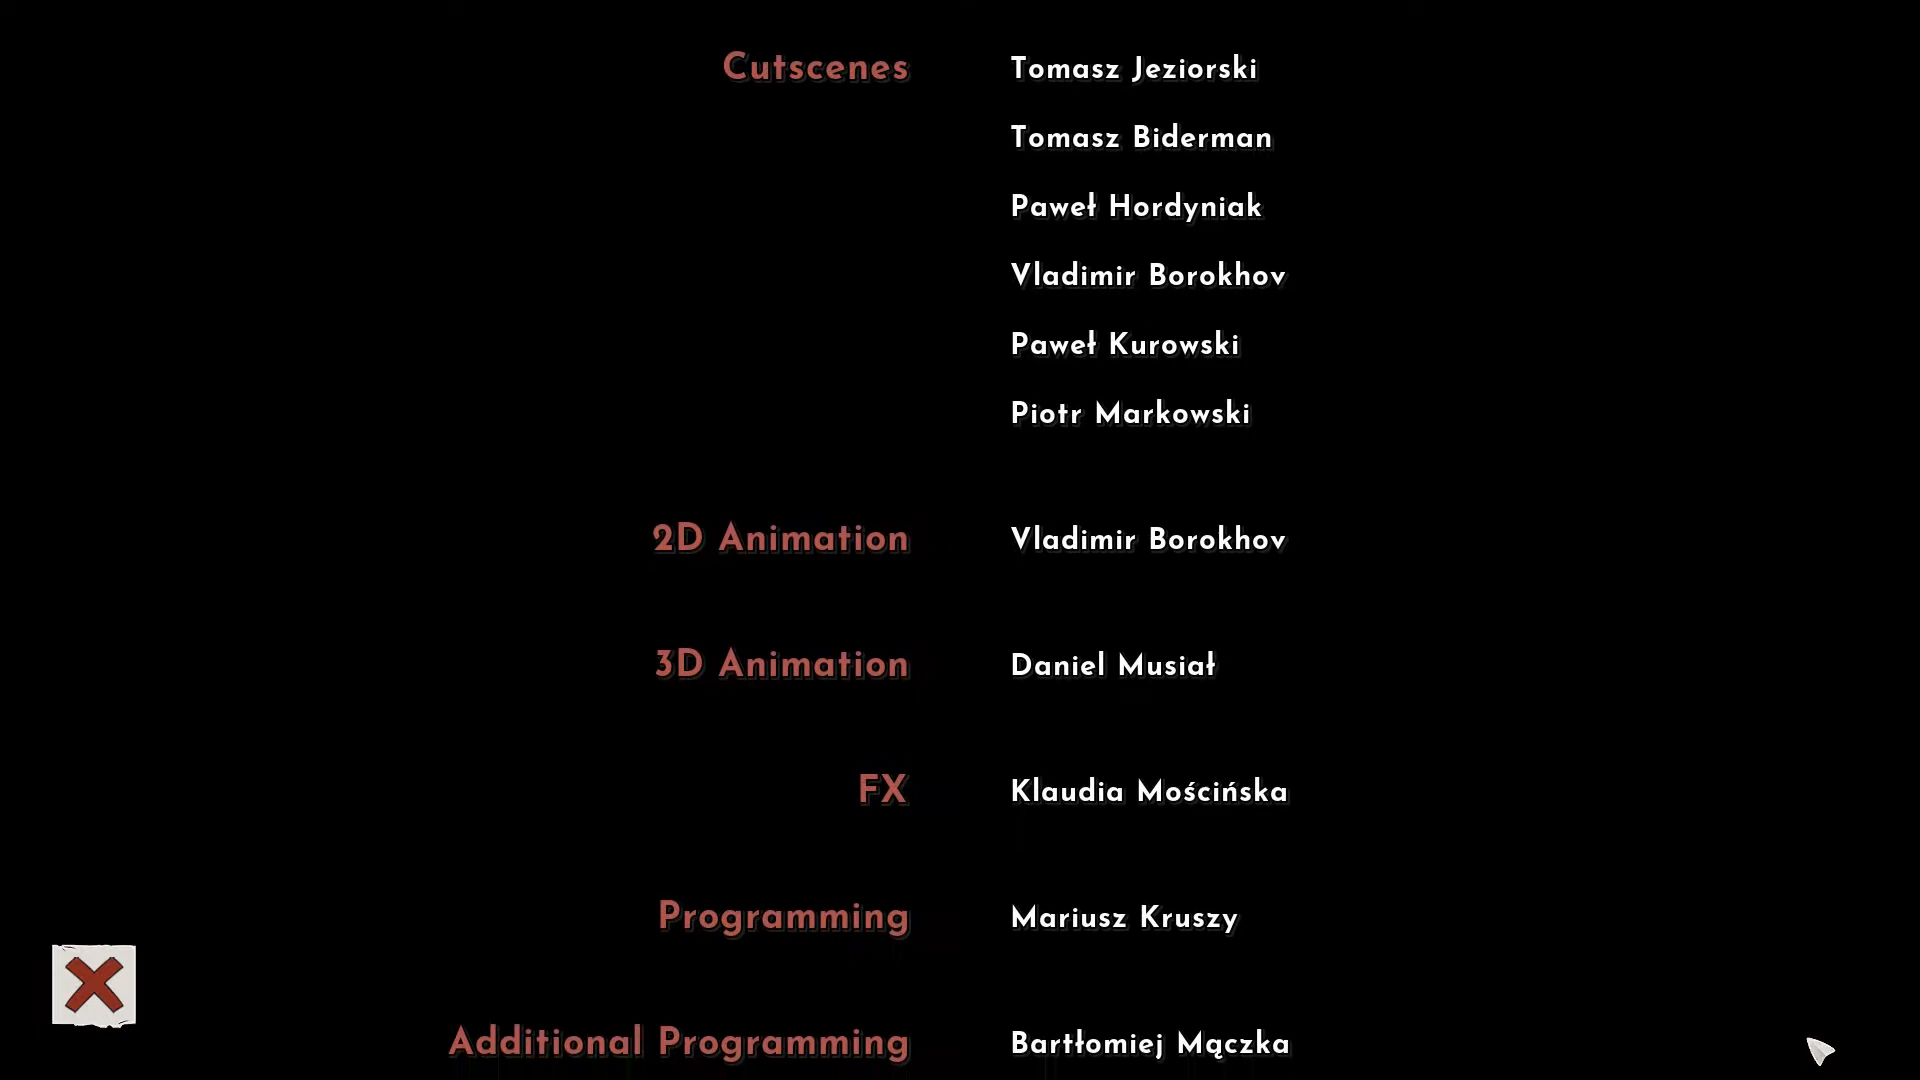 Cutscenes Tomasz Jeziorski
Tomasz Biderman
Paweł Hordyniak
Vladimir Borokhov
Paweł Kurowski
Piotr Markowski
2D Animation Vladimir Borokhov
3D Animation Daniel Musiał
FX Klaudia Mościńska
Programming Mariusz Kruszy
Additional Programming Bartłomiej Mączka